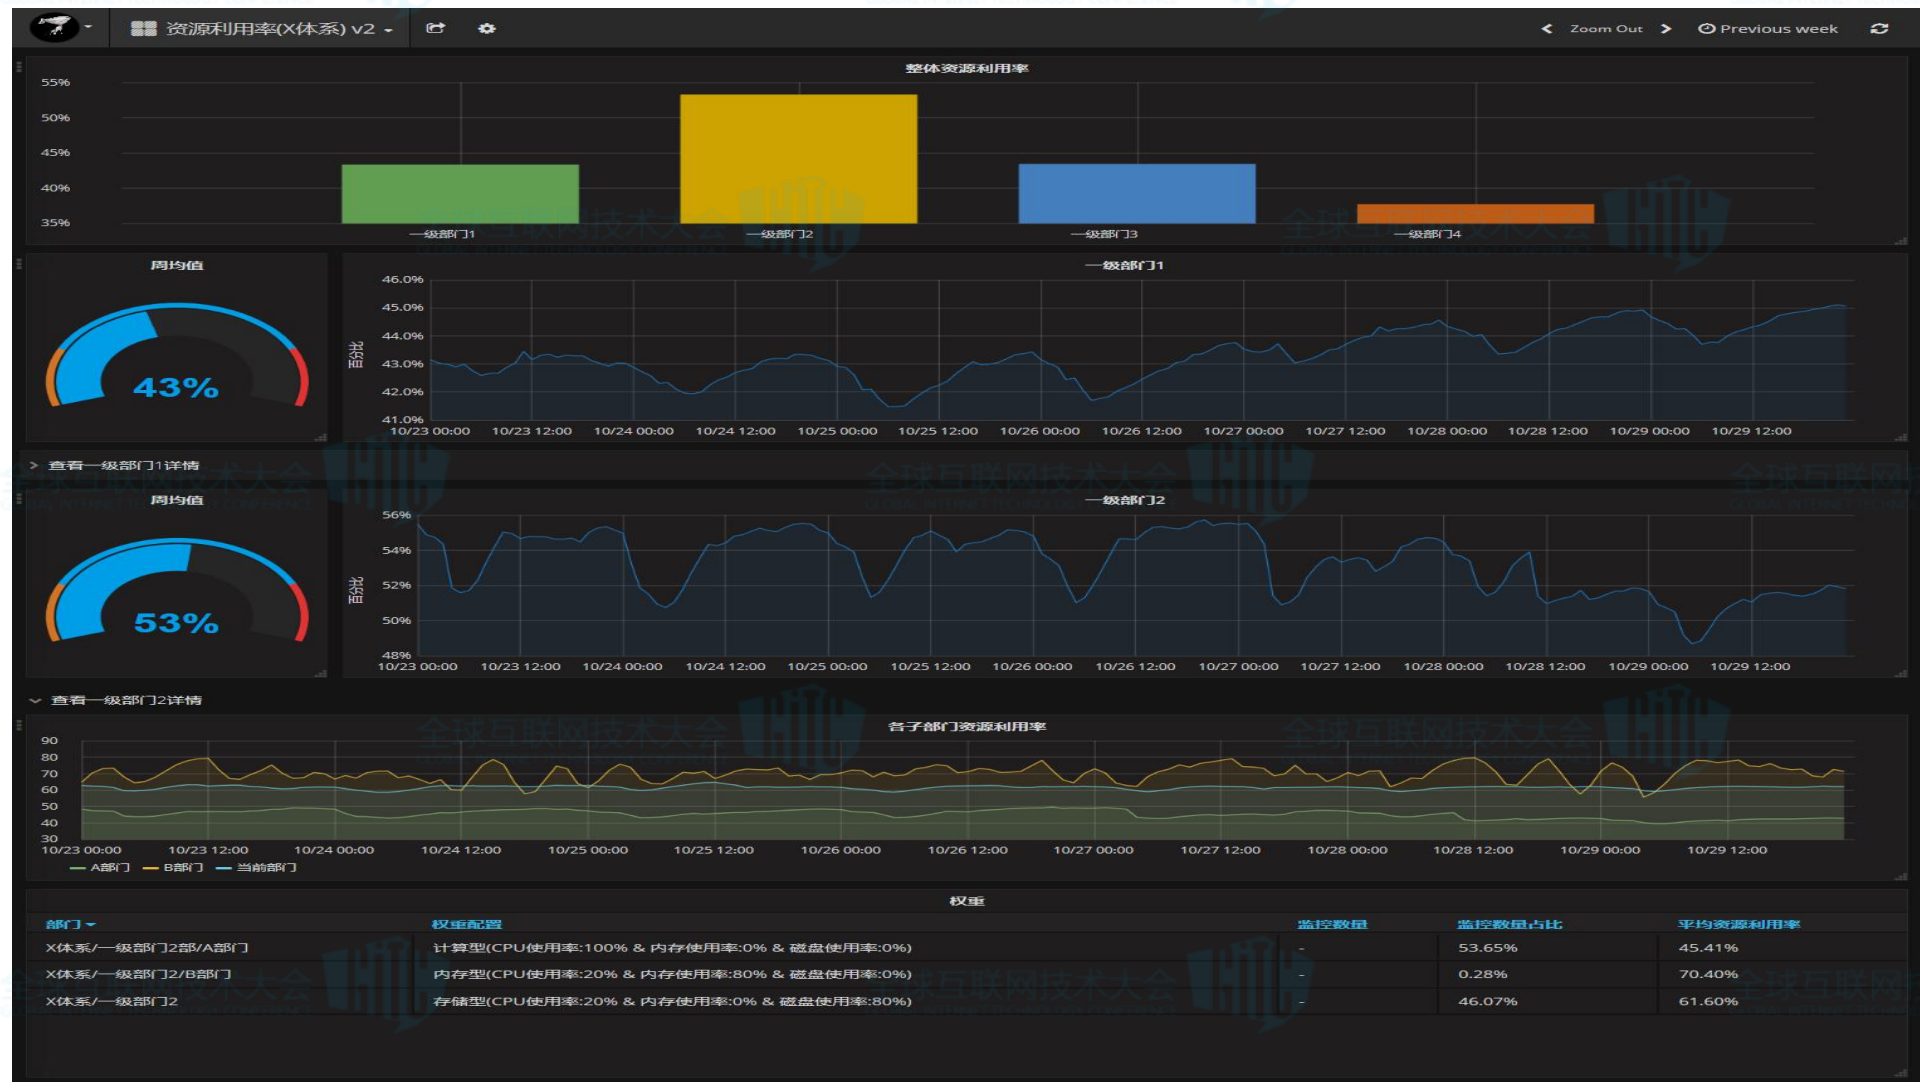 资源利用率(X体系) v2
Zoom Out
Previous week
整体资源利用率
55%
50%
45%
40%
35%
一级部门1 一级部门2 一级部门3 一级部门4
周均值
43%
一级部门1
百分比
46.0%
45.0%
44.0%
43.0%
42.0%
41.0%
10/23 00:00 10/23 12:00 10/24 00:00 10/24 12:00 10/25 00:00 10/25 12:00 10/26 00:00 10/26 12:00 10/27 00:00 10/27 12:00 10/28 00:00 10/28 12:00 10/29 00:00 10/29 12:00
查看一级部门1详情
周均值
53%
一级部门2
百分比
56%
54%
52%
50%
48%
10/23 00:00 10/23 12:00 10/24 00:00 10/24 12:00 10/25 00:00 10/25 12:00 10/26 00:00 10/26 12:00 10/27 00:00 10/27 12:00 10/28 00:00 10/28 12:00 10/29 00:00 10/29 12:00
查看一级部门2详情
各子部门资源利用率
90
80
70
60
50
40
30
10/23 00:00 10/23 12:00 10/24 00:00 10/24 12:00 10/25 00:00 10/25 12:00 10/26 00:00 10/26 12:00 10/27 00:00 10/27 12:00 10/28 00:00 10/28 12:00 10/29 00:00 10/29 12:00
A部门 B部门 当前部门
权重
部门 权重配置 监控数量 监控数量占比 平均资源利用率
X体系/一级部门2部/A部门 计算型(CPU使用率:100% & 内存使用率:0% & 磁盘使用率:0%) - 53.65% 45.41%
X体系/一级部门2/B部门 内存型(CPU使用率:20% & 内存使用率:80% & 磁盘使用率:0%) - 0.28% 70.40%
X体系/一级部门2 存储型(CPU使用率:20% & 内存使用率:0% & 磁盘使用率:80%) - 46.07% 61.60%
全球互联网技术大会
GLOBAL INTERNET TECHNOLOGY CONFERENCE